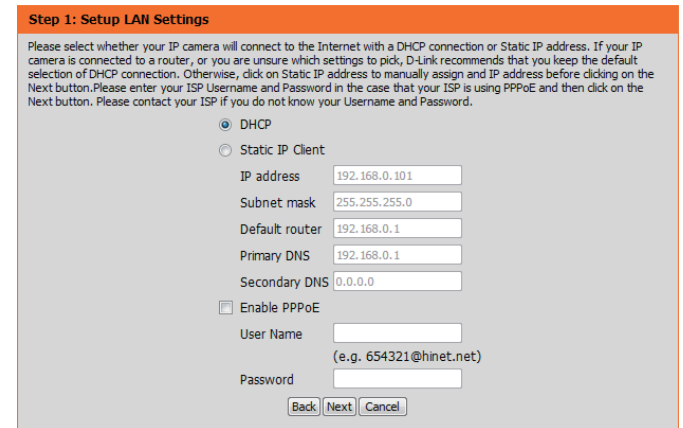 Step 1: Setup LAN Settings
Please select whether your IP camera will connect to the Internet with a DHCP connection or Static IP address. If your IP
camera is connected to a router, or you are unsure which settings to pick, D-Link recommends that you keep the default
selection of DHCP connection. Otherwise, click on Static IP address to manually assign and IP address before clicking on the
Next button.Please enter your ISP Username and Password in the case that your ISP is using PPPoE and then click on the
Next button. Please contact your ISP if you do not know your Username and Password.
DHCP
Static IP Client
IP address 192.168.0.101
Subnet mask 255.255.255.0
Default router 192.168.0.1
Primary DNS 192.168.0.1
Secondary DNS 0.0.0.0
Enable PPPoE
User Name
(e.g. 654321@hinet.net)
Password
Back Next Cancel